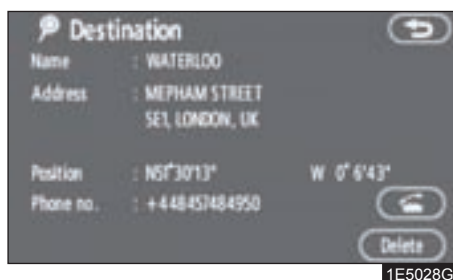 Destination
Name : WATERLOO
Address : MEPHAM STREET
SE1, LONDON, UK
Position : N51°30'13" W 0°6'43"
Phone no. : +448457484950
Delete
1E5028G